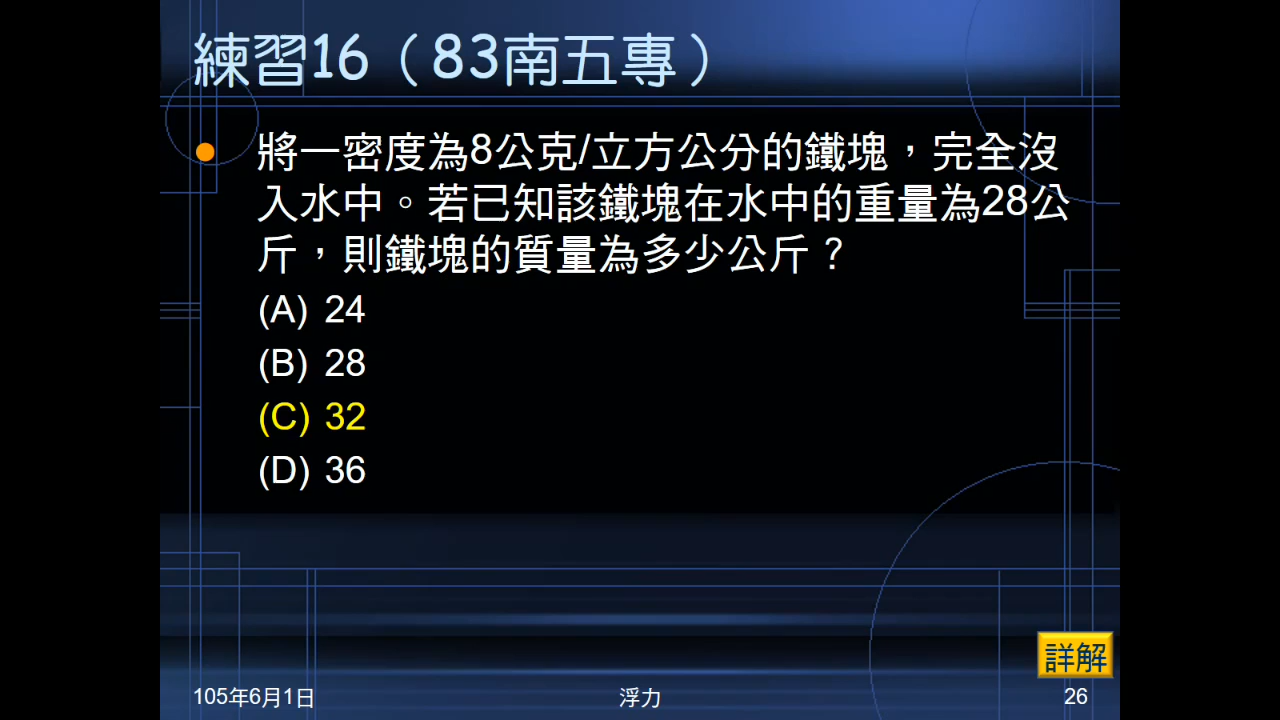 練習16（83南五專）
將一密度為8公克/立方公分的鐵塊，完全沒
入水中。若已知該鐵塊在水中的重量為28公
斤，則鐵塊的質量為多少公斤？
(A) 24
(B) 28
(C) 32
(D) 36
詳解
105年6月1日
浮力
26